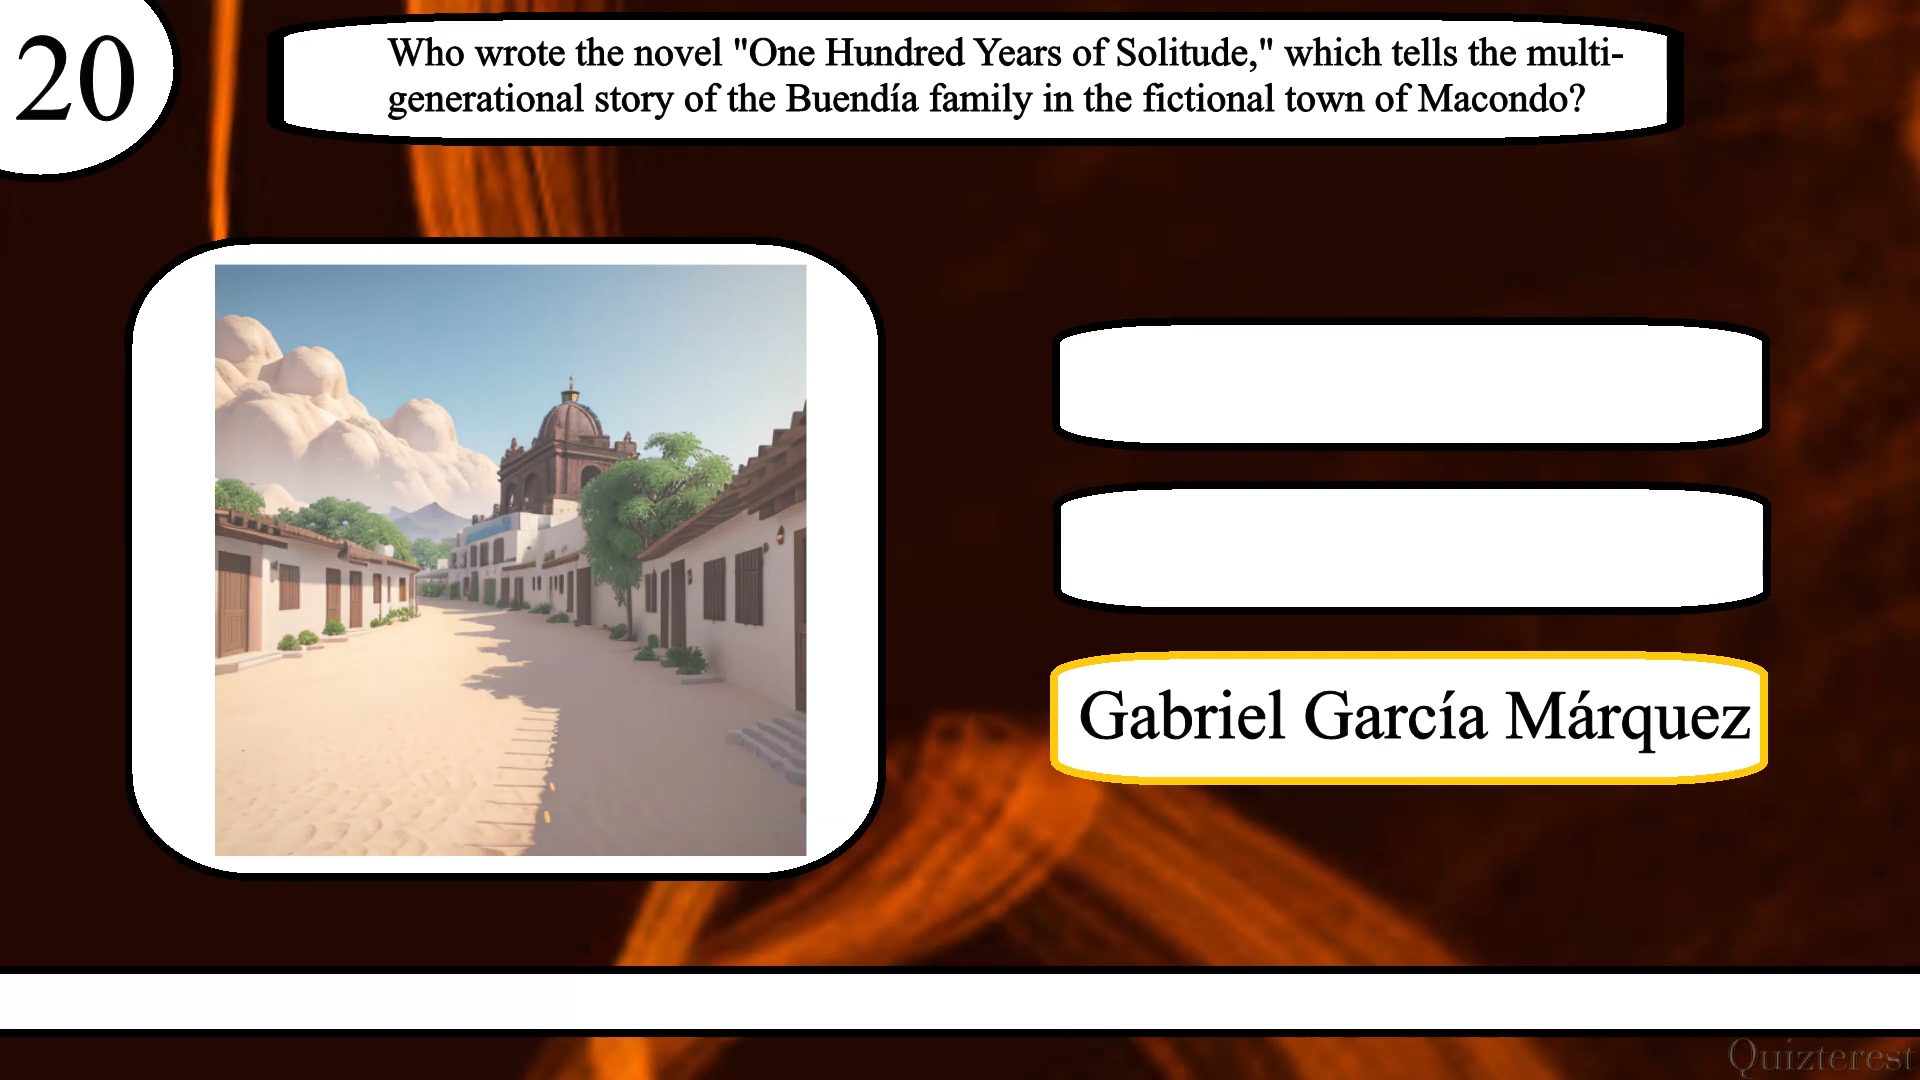 20
Who wrote the novel "One Hundred Years of Solitude," which tells the multi-
generational story of the Buendía family in the fictional town of Macondo?
Gabriel García Márquez
Quizterest